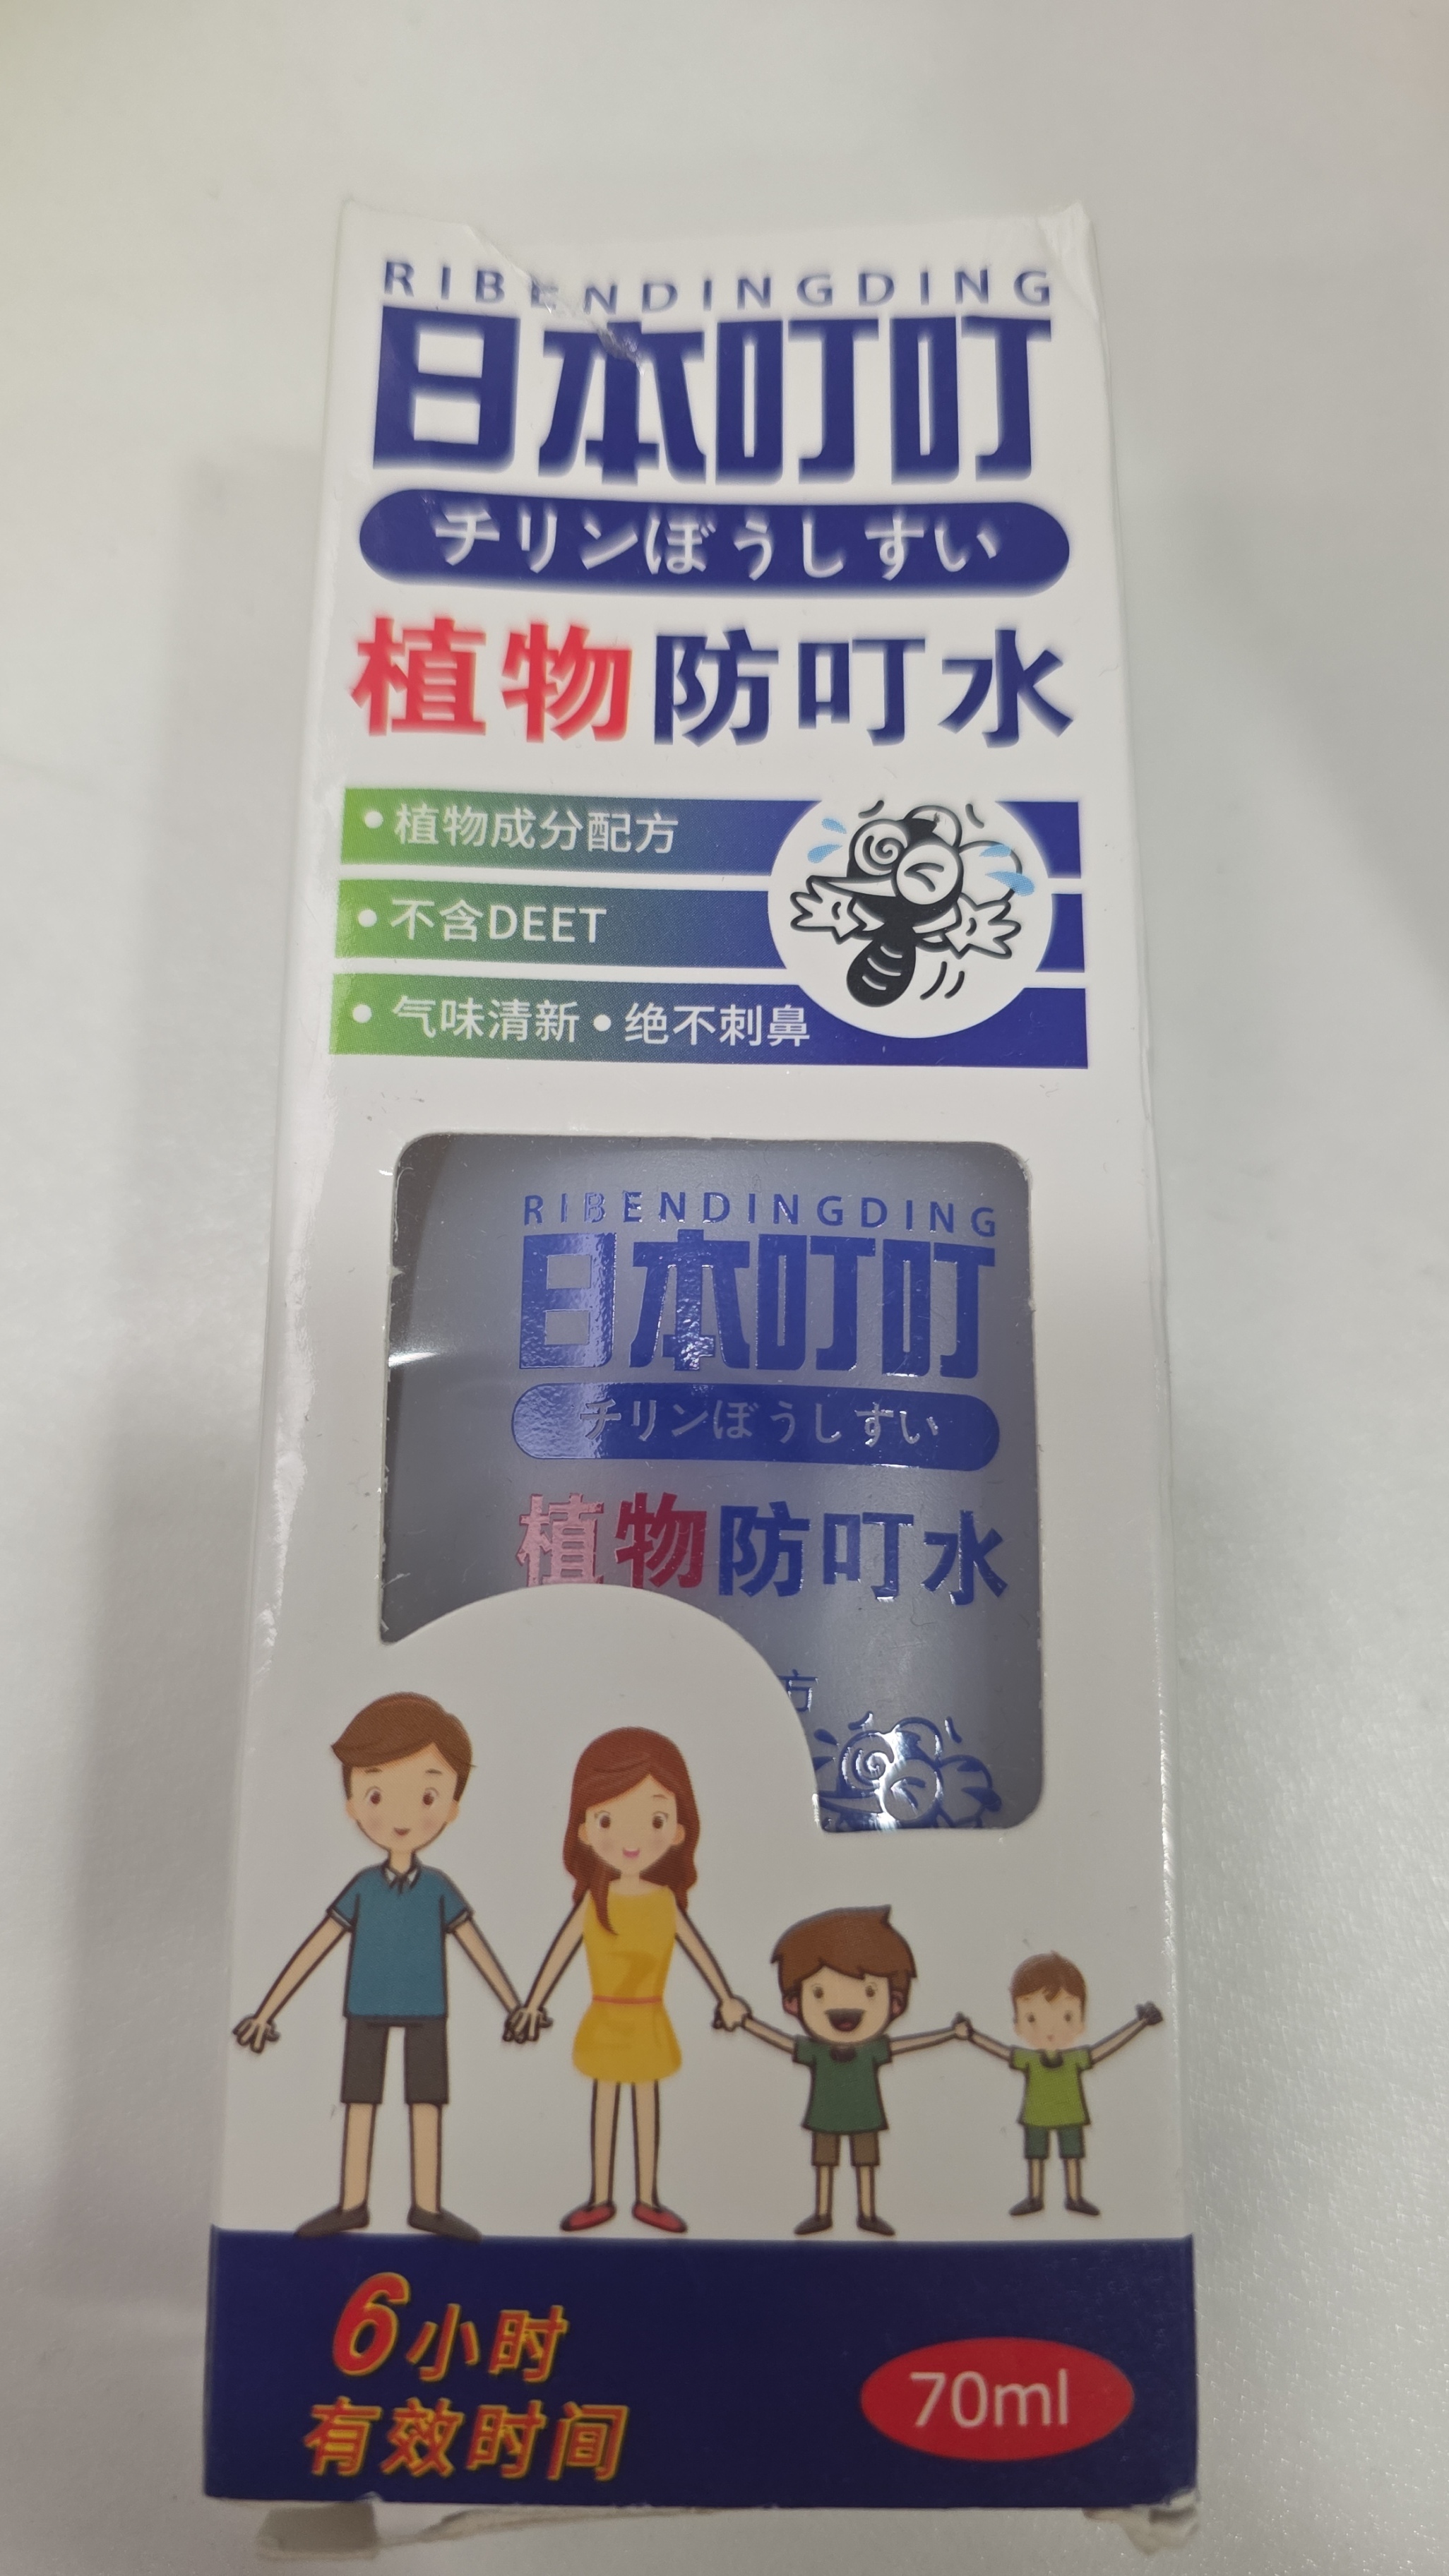 RIBENDINGDING
日本叮叮
チリンぼうしすい
植物防叮水
• 植物成分配方
• 不含DEET
• 气味清新 • 绝不刺鼻
RIBENDINGDING
日本叮叮
チリンぼうしすい
植物防叮水
方
6小时
有效时间
70ml